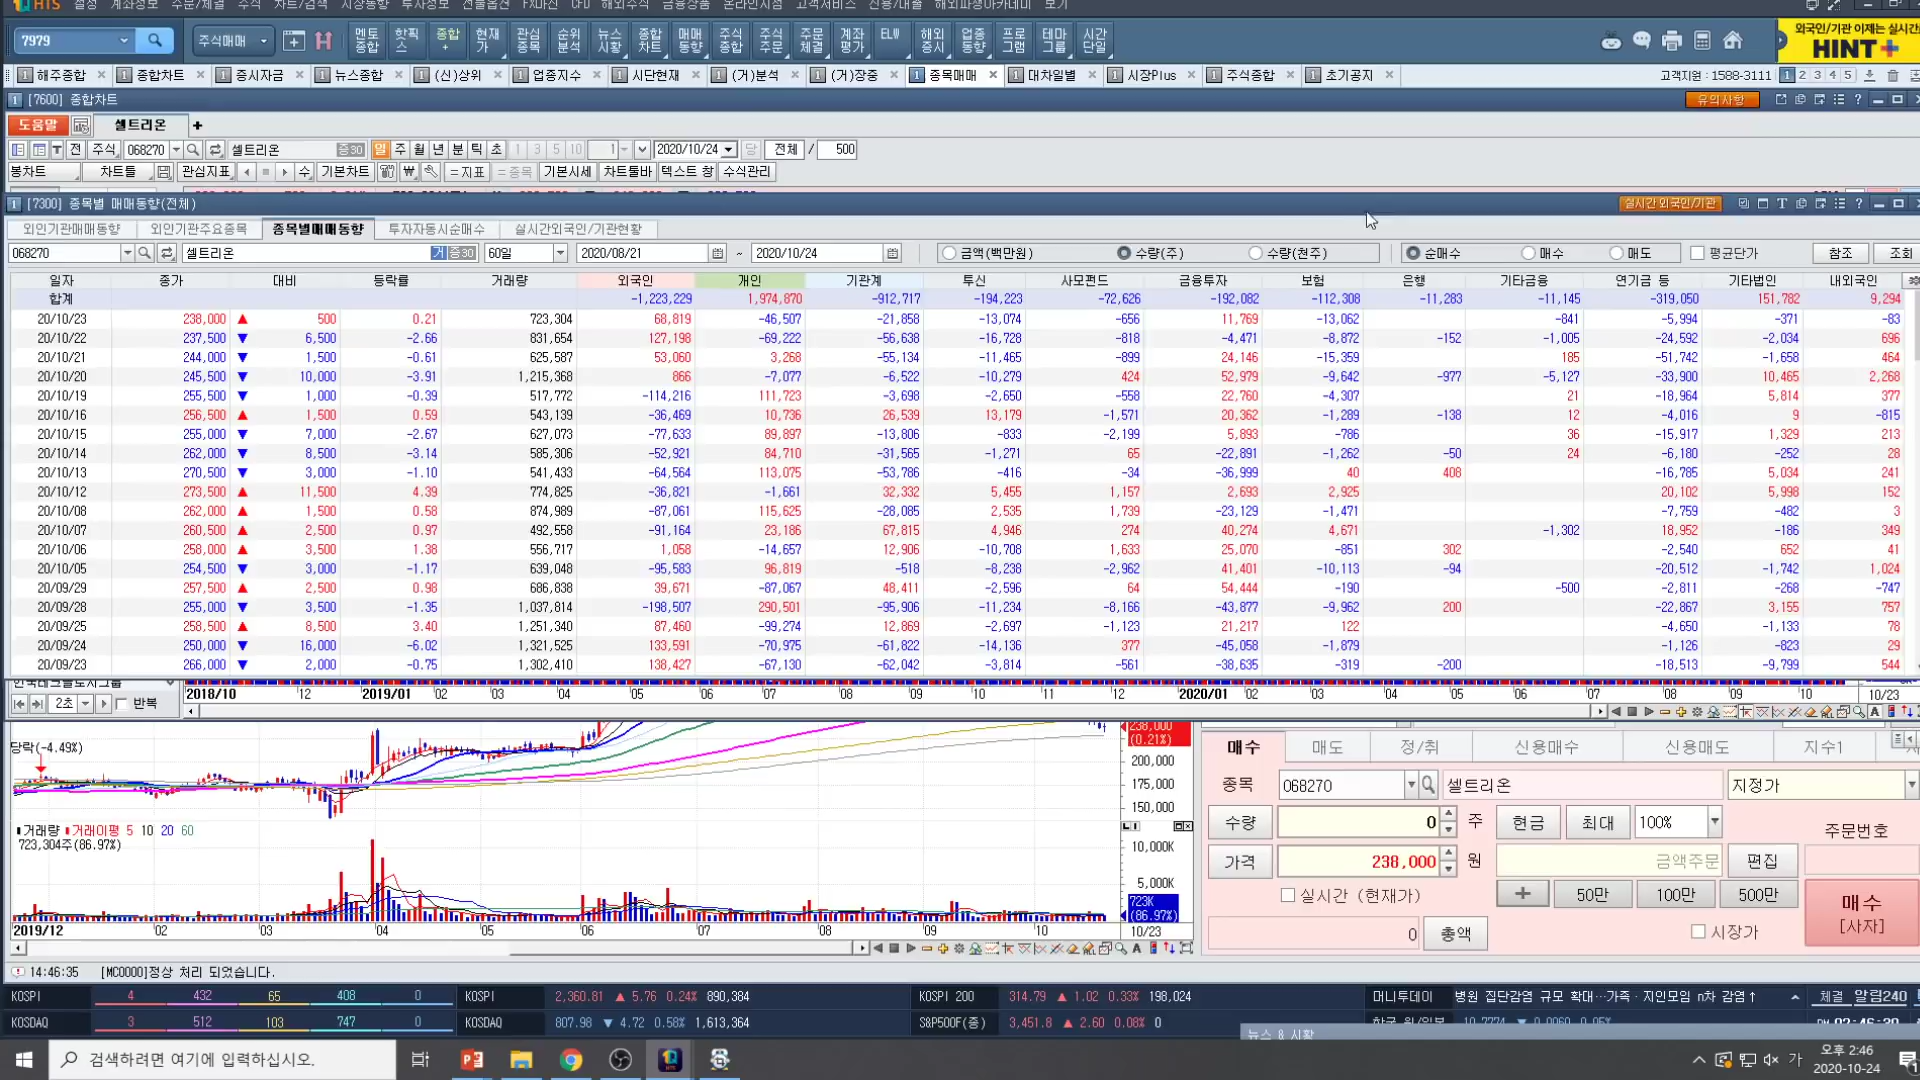 HTS 설정 계좌정보 주문/체결 주식 차트/검색 시장동향 투자정보 선물옵션 FX마진 CFD 해외주식 금융상품 온라인지점 고객서비스 신용/대출 해외파생아카데미 보기
7979 주식매매 멘토종합 핫픽스 종합+ 현재가 관심종목 순위분석 뉴스시황 종합차트 매매동향 주식종합 주식주문 주문체결 계좌평가 ELW 해외증시 업종동향 프로그램 테마그룹 시간단일
외국인/기관 이제는 실시간
HINT+
1 해주종합 × 1 종합차트 × 1 증시자금 × 1 뉴스종합 × 1 (신)상위 × 1 업종지수 × 1 시단현재 × 1 (거)분석 × 1 (거)장중 × 1 종목매매 × 1 대차일별 × 1 시장Plus × 1 주식종합 × 1 초기공지 × 고객지원 : 1588-3111 1 2 3 4 5
1 [7600] 종합차트 유의사항
도움말 셀트리온 +
T 전 주식 068270 셀트리온 증30 일 주 월 년 분 틱 초 1 3 5 10 1 2020/10/24 당 전체 / 500
봉차트 차트틀 관심지표 수 기본차트 ₩ =지표 =종목 기본시세 차트툴바 텍스트 창 수식관리
1 [7300] 종목별 매매동향(전체) 실시간외국인/기관
외인기관매매동향 외인기관주요종목 종목별매매동향 투자자동시순매수 실시간외국인/기관현황
068270 셀트리온 거 증30 60일 2020/08/21 ~ 2020/10/24 금액(백만원) 수량(주) 수량(천주) 순매수 매수 매도 평균단가 참조 조회
일자 종가 대비 등락률 거래량 외국인 개인 기관계 투신 사모펀드 금융투자 보험 은행 기타금융 연기금 등 기타법인 내외국인
합계 -1,223,229 1,974,870 -912,717 -194,223 -72,626 -192,082 -112,308 -11,283 -11,145 -319,050 151,782 9,294
20/10/23 238,000 ▲ 500 0.21 723,304 68,819 -46,507 -21,858 -13,074 -656 11,769 -13,062 -841 -5,994 -371 -83
20/10/22 237,500 ▼ 6,500 -2.66 831,654 127,198 -69,222 -56,638 -16,728 -818 -4,471 -8,872 -152 -1,005 -24,592 -2,034 696
20/10/21 244,000 ▼ 1,500 -0.61 625,587 53,060 3,268 -55,134 -11,465 -899 24,146 -15,359 185 -51,742 -1,658 464
20/10/20 245,500 ▼ 10,000 -3.91 1,215,368 866 -7,077 -6,522 -10,279 424 52,979 -9,642 -977 -5,127 -33,900 10,465 2,268
20/10/19 255,500 ▼ 1,000 -0.39 517,772 -114,216 111,723 -3,698 -2,650 -558 22,760 -4,307 21 -18,964 5,814 377
20/10/16 256,500 ▲ 1,500 0.59 543,139 -36,469 10,736 26,539 13,179 -1,571 20,362 -1,289 -138 12 -4,016 9 -815
20/10/15 255,000 ▼ 7,000 -2.67 627,073 -77,633 89,897 -13,806 -833 -2,199 5,893 -786 36 -15,917 1,329 213
20/10/14 262,000 ▼ 8,500 -3.14 585,306 -52,921 84,710 -31,565 -1,271 65 -22,891 -1,262 -50 24 -6,180 -252 28
20/10/13 270,500 ▼ 3,000 -1.10 541,433 -64,564 113,075 -53,786 -416 -34 -36,999 40 408 -16,785 5,034 241
20/10/12 273,500 ▲ 11,500 4.39 774,825 -36,821 -1,661 32,332 5,455 1,157 2,693 2,925 20,102 5,998 152
20/10/08 262,000 ▲ 1,500 0.58 874,989 -87,061 115,625 -28,085 2,535 1,739 -23,129 -1,471 -7,759 -482 3
20/10/07 260,500 ▲ 2,500 0.97 492,558 -91,164 23,186 67,815 4,946 274 40,274 4,671 -1,302 18,952 -186 349
20/10/06 258,000 ▲ 3,500 1.38 556,717 1,058 -14,657 12,906 -10,708 1,633 25,070 -851 302 -2,540 652 41
20/10/05 254,500 ▼ 3,000 -1.17 639,048 -95,583 96,819 -518 -8,238 -2,962 41,401 -10,113 -94 -20,512 -1,742 1,024
20/09/29 257,500 ▲ 2,500 0.98 686,838 39,671 -87,067 48,411 -2,596 64 54,444 -190 -500 -2,811 -268 -747
20/09/28 255,000 ▼ 3,500 -1.35 1,037,814 -198,507 290,501 -95,906 -11,234 -8,166 -43,877 -9,962 200 -22,867 3,155 757
20/09/25 258,500 ▲ 8,500 3.40 1,251,340 87,460 -99,274 12,869 -2,697 -1,123 21,217 122 -4,650 -1,133 78
20/09/24 250,000 ▼ 16,000 -6.02 1,321,525 133,591 -70,975 -61,822 -14,136 377 -45,058 -1,879 -1,126 -823 29
20/09/23 266,000 ▼ 2,000 -0.75 1,302,410 138,427 -67,130 -62,042 -3,814 -561 -38,635 -319 -200 -18,513 -9,799 544
2018/10 12 2019/01 02 03 04 05 06 07 08 09 10 11 12 2020/01 02 03 04 05 06 07 08 09 10 10/23
2초 반복
당락(-4.49%)
238,000
(0.21%)
200,000
175,000
150,000
거래량 거래이평 5 10 20 60
723,304주(86.97%)
10,000K
5,000K
723K
(86.97%)
2019/12 02 03 04 05 06 07 08 09 10 10/23
매수 매도 정/취 신용매수 신용매도 지수1
종목 068270 셀트리온 지정가
수량 0 주 현금 최대 100% 주문번호
가격 238,000 원 금액주문 편집
실시간 (현재가) + 50만 100만 500만 매수
[사자]
0 총액 시장가
14:46:35 [MC0000]정상 처리 되었습니다.
KOSPI 4 432 65 408 0 KOSPI 2,360.81 ▲ 5.76 0.24% 890,384 KOSPI 200 314.79 ▲ 1.02 0.33% 198,024 머니투데이 병원 집단감염 규모 확대…가족·지인모임 n차 감염↑ 체결 알림240
KOSDAQ 3 512 103 747 0 KOSDAQ 807.98 ▼ 4.72 0.58% 1,613,364 S&P500F(종) 3,451.8 ▲ 2.60 0.08% 0
뉴스 & 시황
검색하려면 여기에 입력하십시오. 가 오후 2:46
2020-10-24